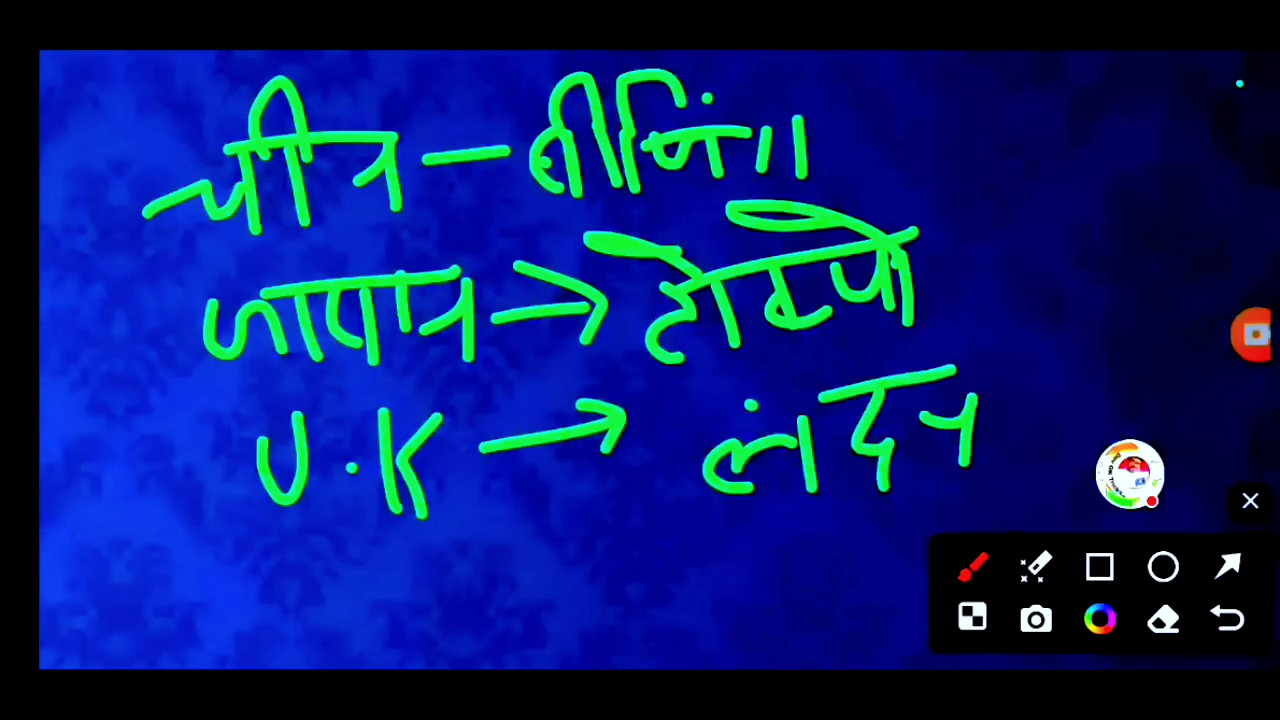 चीन - बीजिंग
जापान → टोक्यो
U.K → लंदन